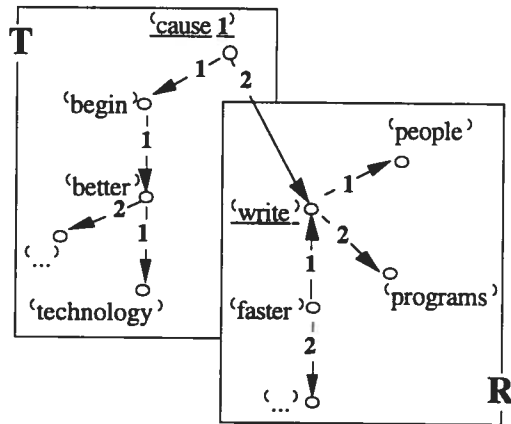 T
(cause 1)
1
2
(begin)
1
(people)
(better)
1
2
(write)
1
2
(...)
1
(technology)
(faster)
(programs)
2
(...)
R